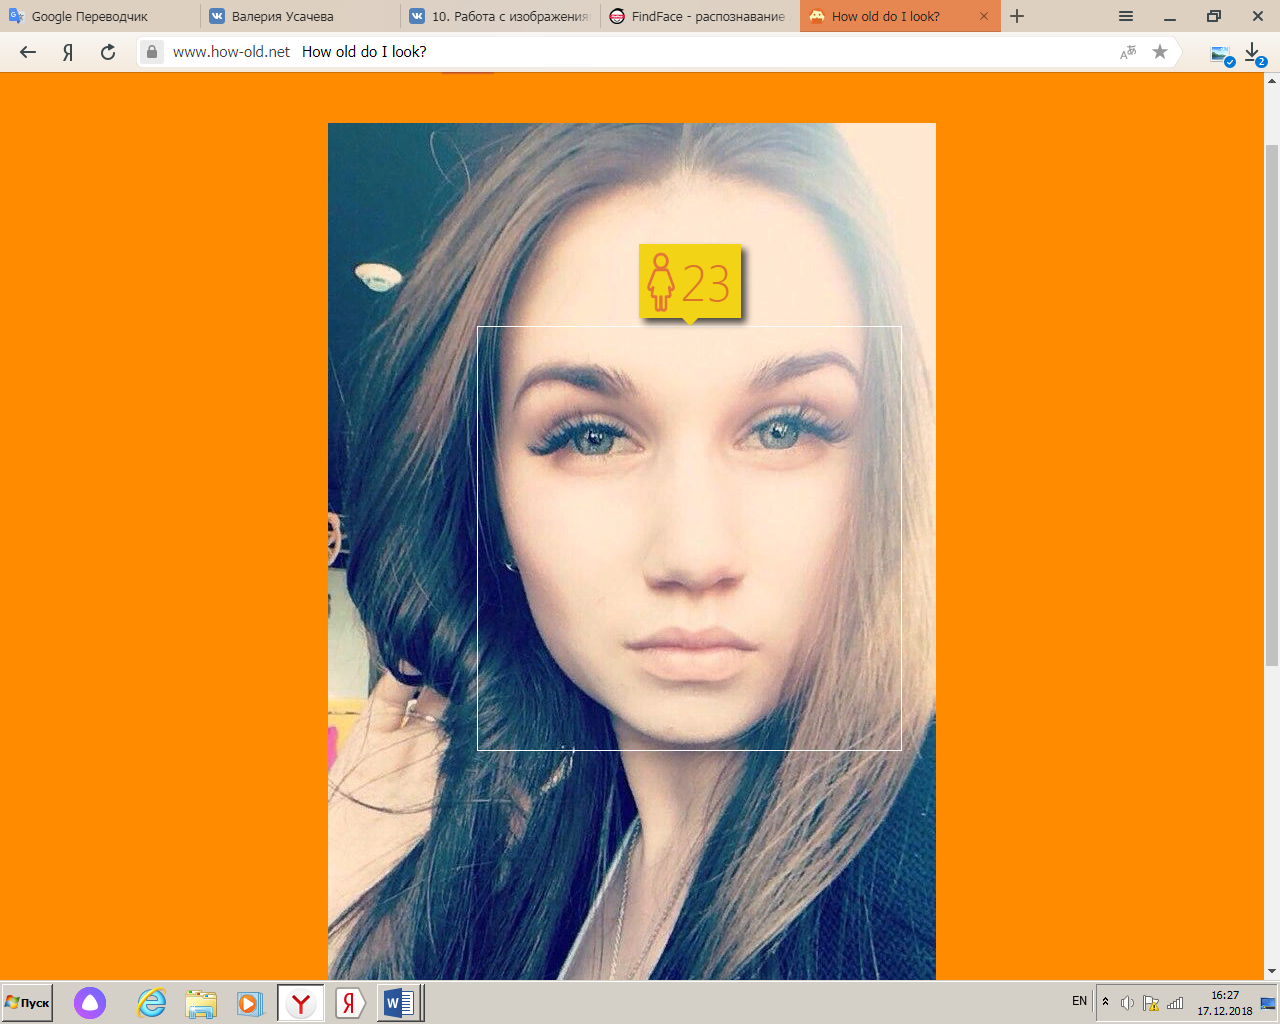 Google Переводчик
Валерия Усачева
10. Работа с изображения
FindFace - распознавание
How old do I look?
www.how-old.net How old do I look?
23
Пуск
EN
16:27
17.12.2018